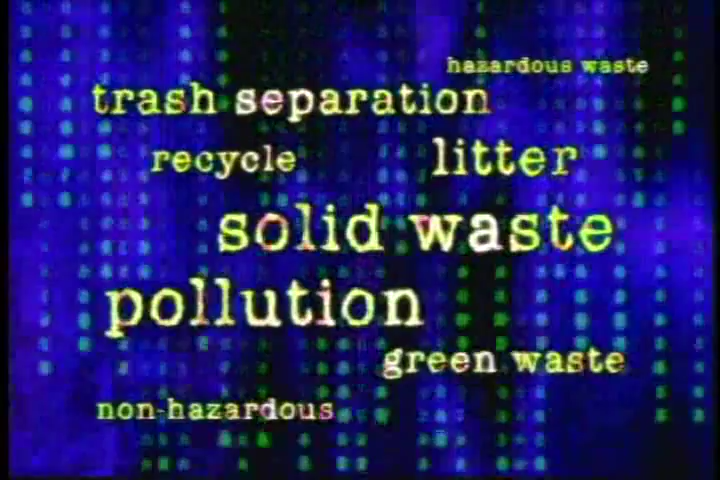 hazardous waste
trash separation
recycle
litter
solid waste
pollution
green waste
non-hazardous